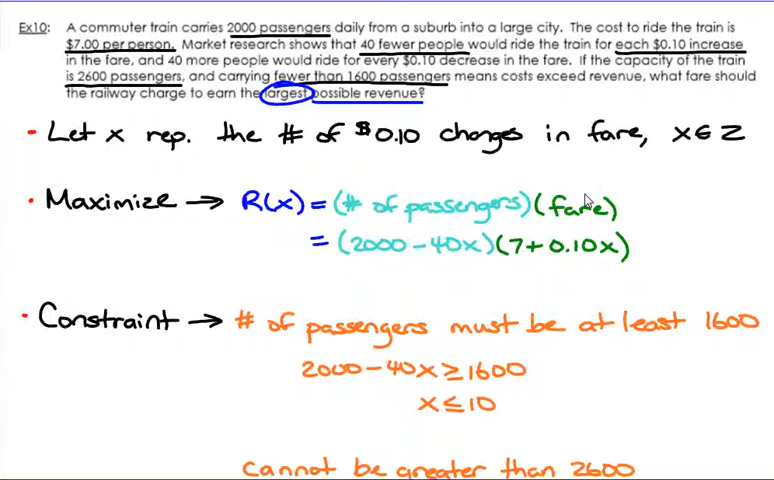 Ex10: A commuter train carries 2000 passengers daily from a suburb into a large city. The cost to ride the train is
$7.00 per person. Market research shows that 40 fewer people would ride the train for each $0.10 increase
in the fare, and 40 more people would ride for every $0.10 decrease in the fare. If the capacity of the train
is 2600 passengers, and carrying fewer than 1600 passengers means costs exceed revenue, what fare should
the railway charge to earn the largest possible revenue?
• Let x rep. the # of $0.10 changes in fare, x ∈ Z
• Maximize → R(x) = (# of passengers)(fare)
= (2000 - 40x)(7 + 0.10x)
• Constraint → # of passengers must be at least 1600
2000 - 40x ≥ 1600
x ≤ 10
cannot be greater than 2600